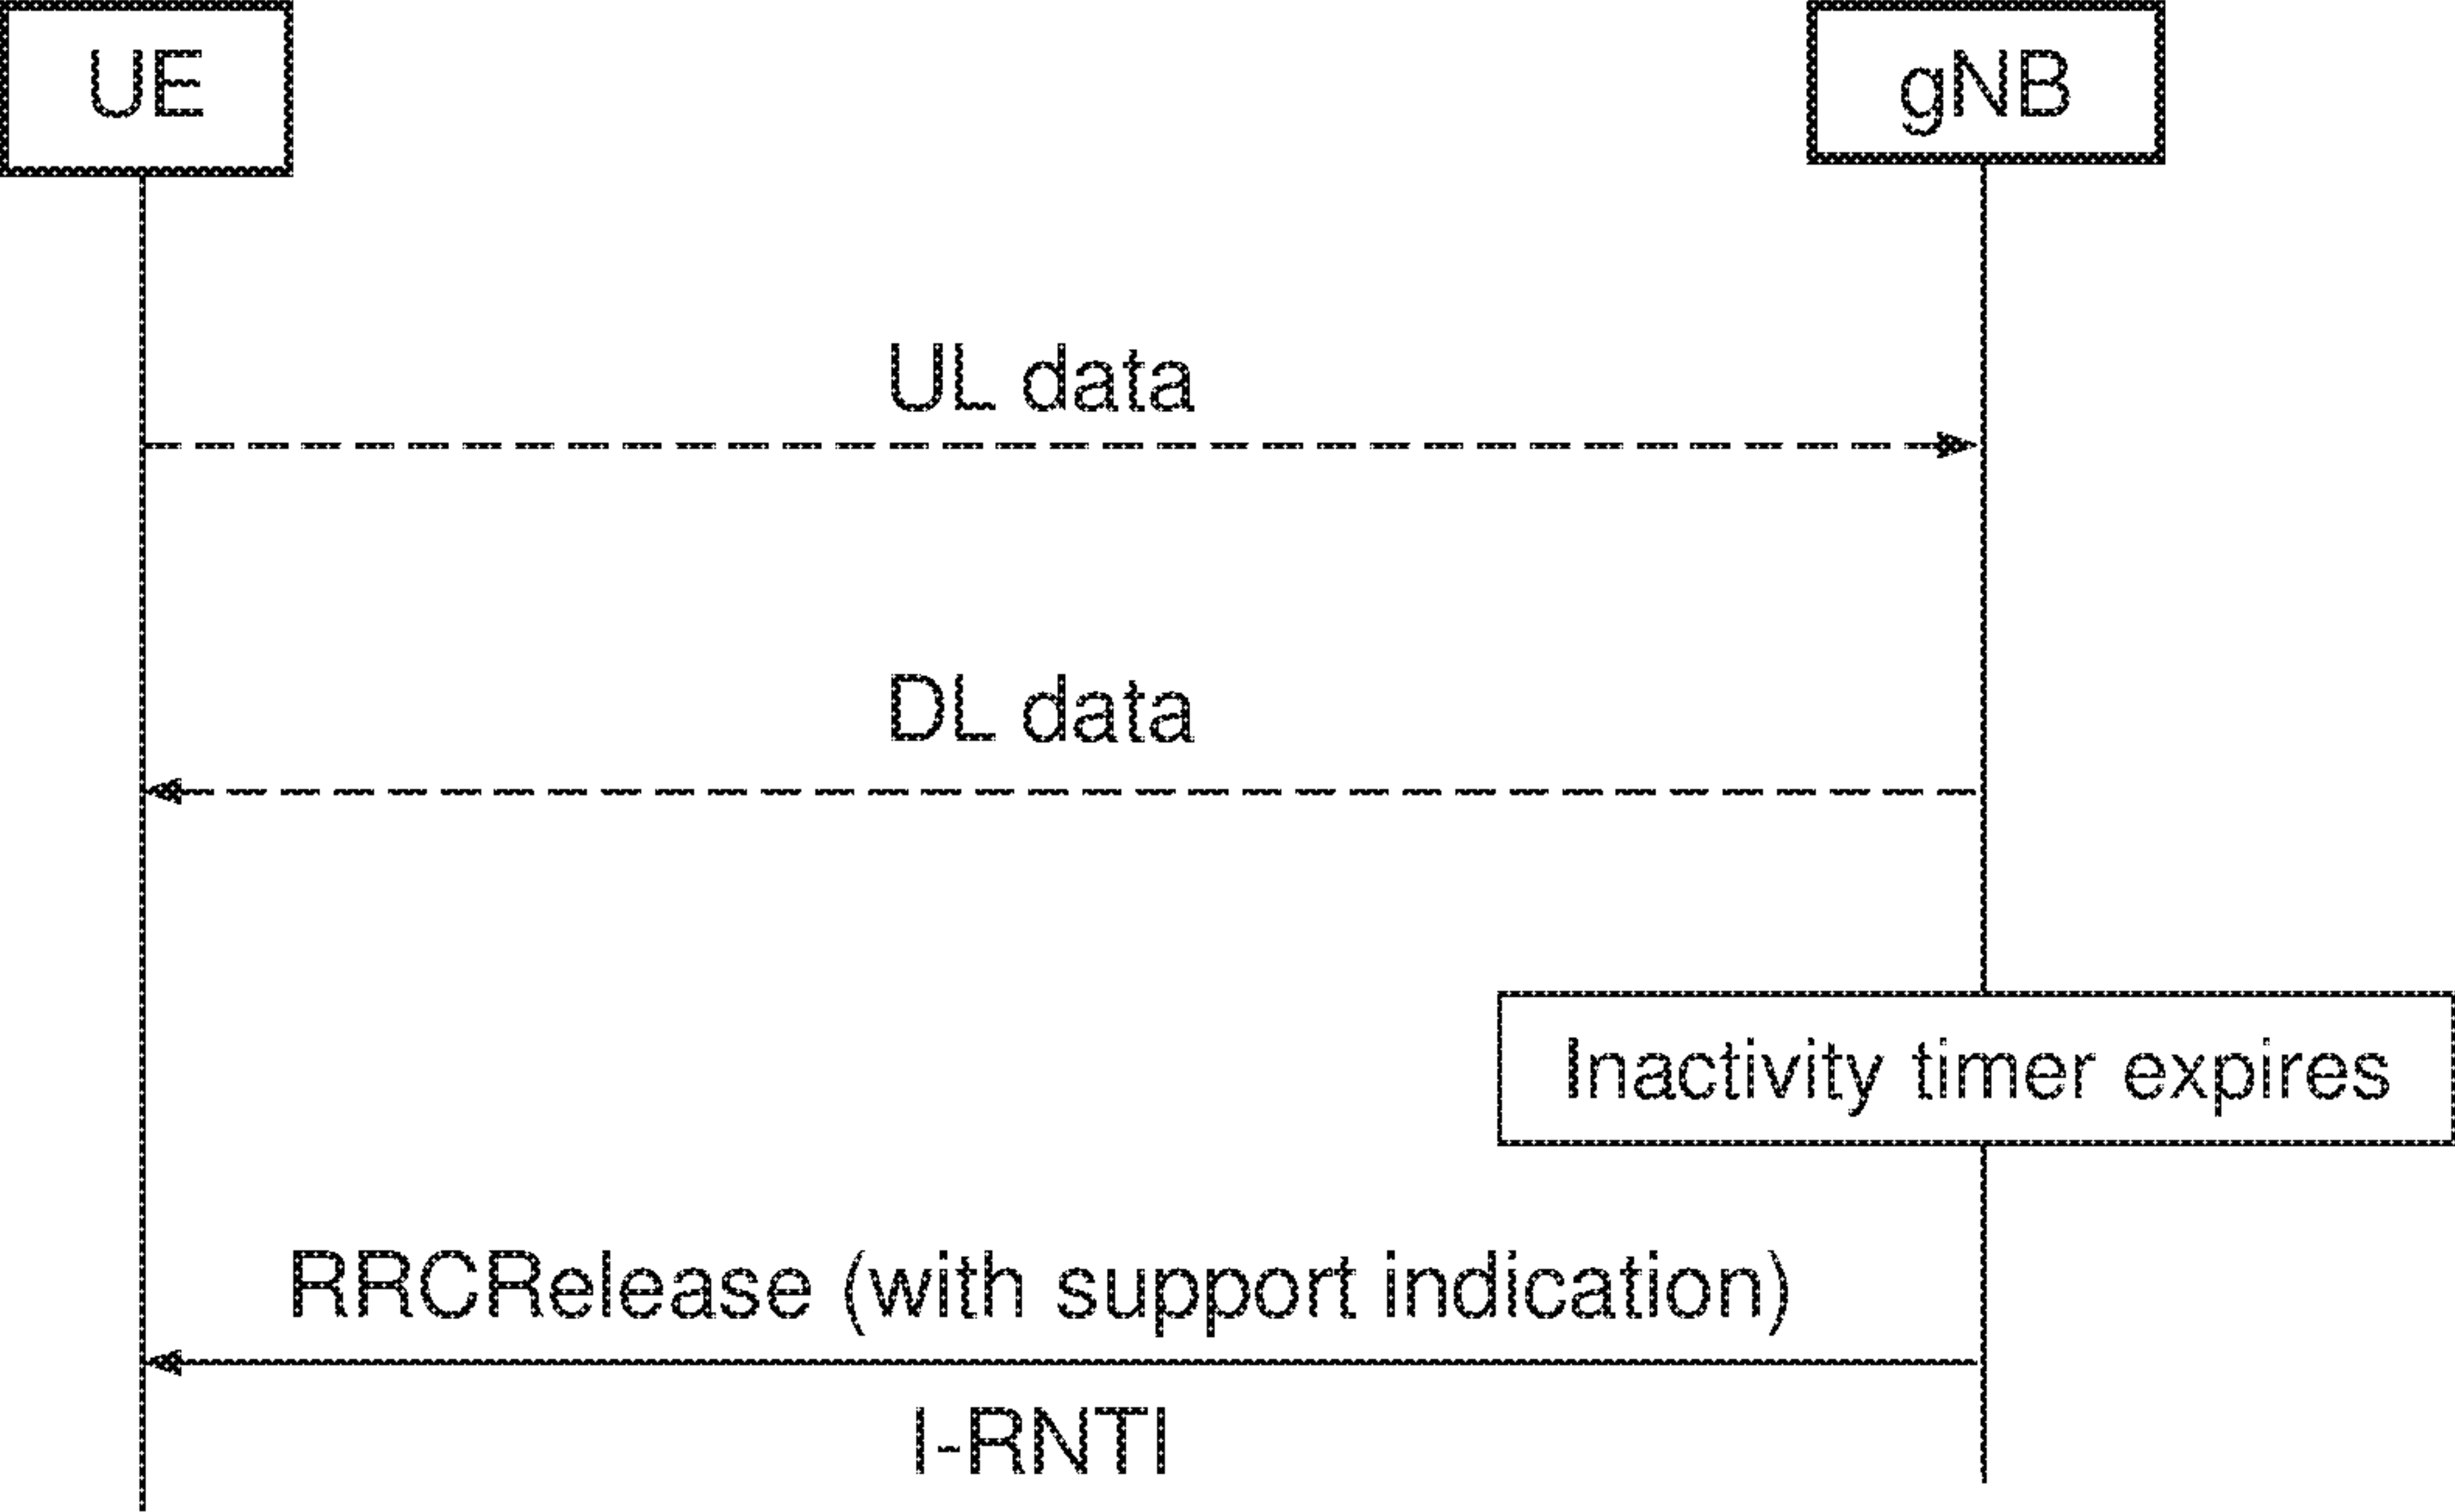 UE
gNB
UL data
DL data
Inactivity timer expires
RRCRelease (with support indication)
I-RNTI